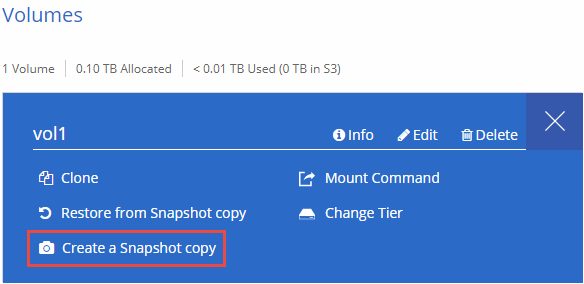 Volumes
1 Volume 0.10 TB Allocated < 0.01 TB Used (0 TB in S3)
vol1 Info Edit Delete
Clone Mount Command
Restore from Snapshot copy Change Tier
Create a Snapshot copy